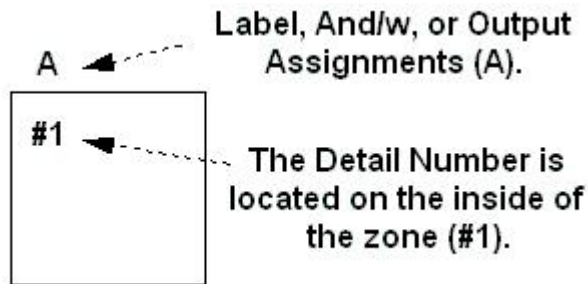 Label, And/w, or Output
Assignments (A).
A
#1
The Detail Number is
located on the inside of
the zone (#1).